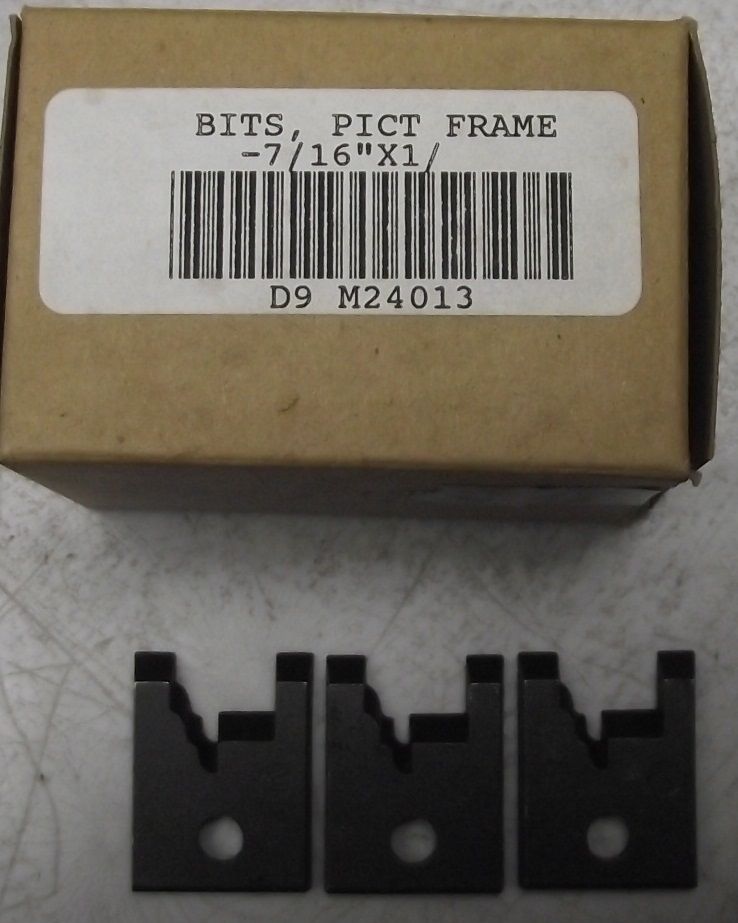 BITS, PICT FRAME
-7/16"X1/
D9 M24013